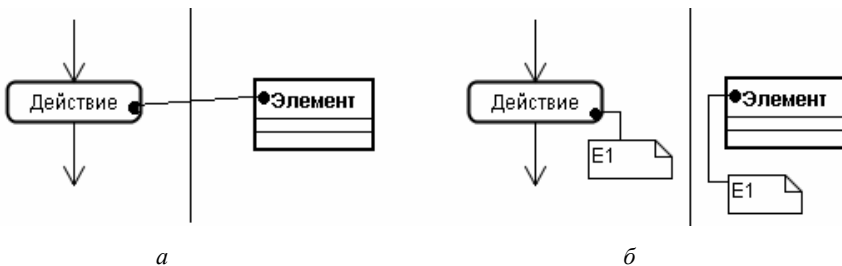 Действие
Элемент
Действие
E1
Элемент
E1
а
б